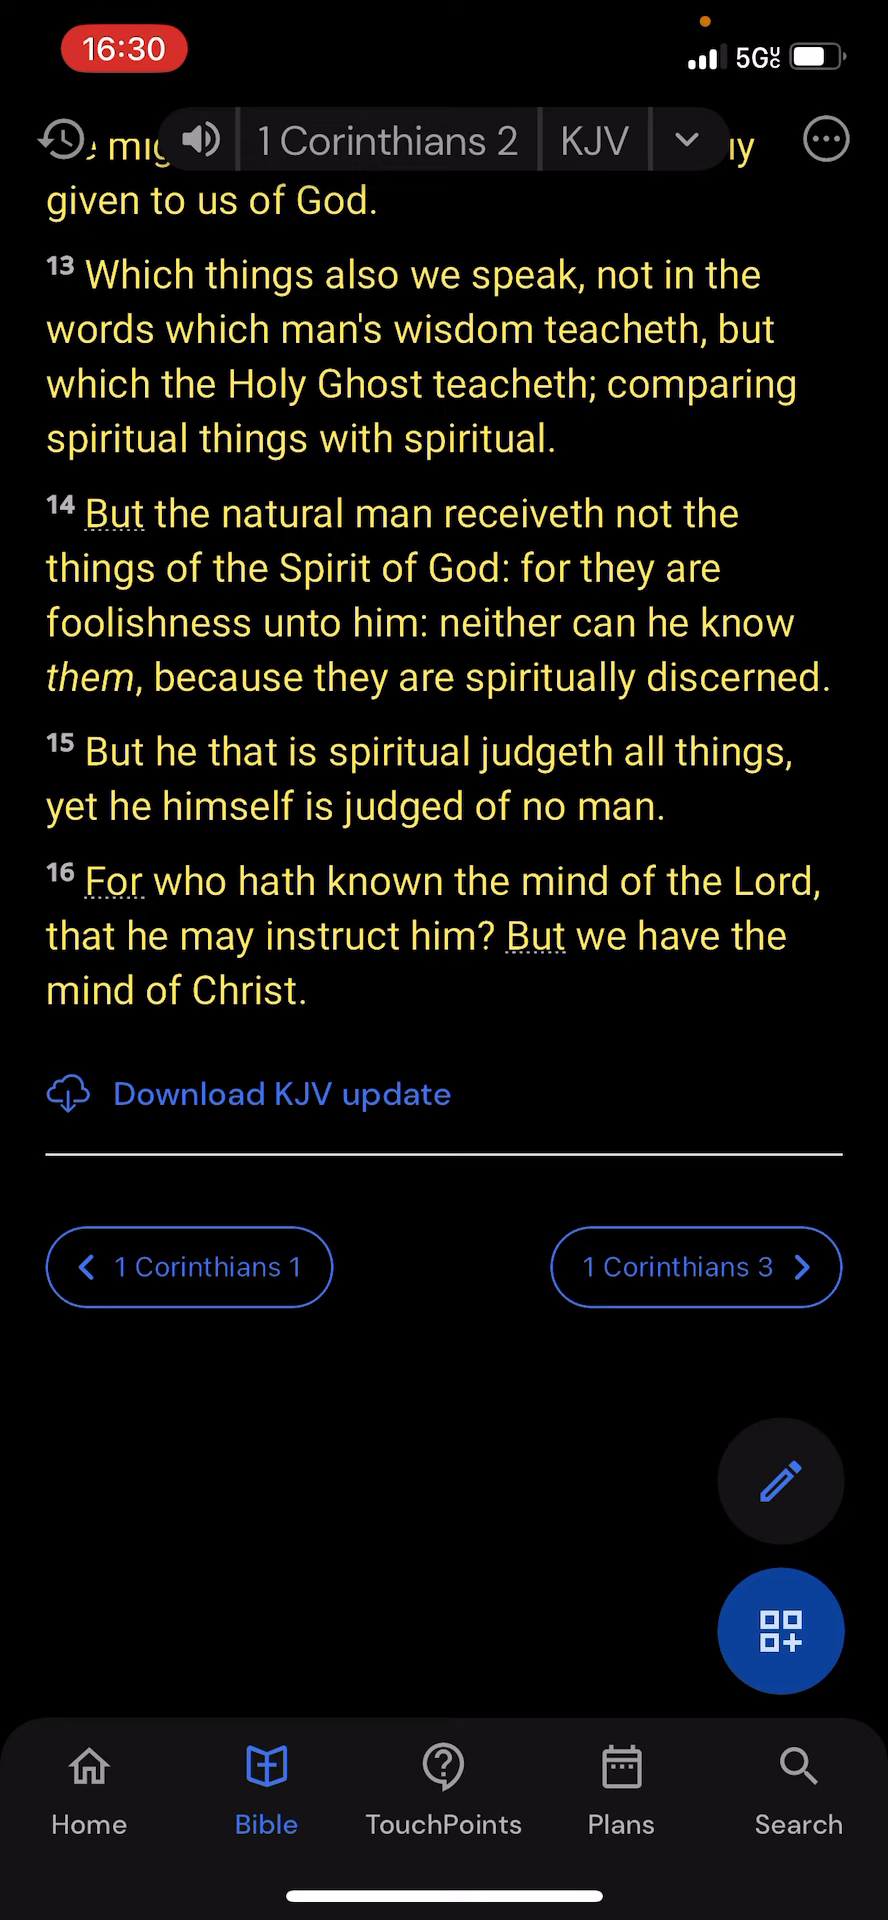 16:30
5G
1 Corinthians 2
KJV
given to us of God.
13 Which things also we speak, not in the
words which man's wisdom teacheth, but
which the Holy Ghost teacheth; comparing
spiritual things with spiritual.
14 But the natural man receiveth not the
things of the Spirit of God: for they are
foolishness unto him: neither can he know
them, because they are spiritually discerned.
15 But he that is spiritual judgeth all things,
yet he himself is judged of no man.
16 For who hath known the mind of the Lord,
that he may instruct him? But we have the
mind of Christ.
Download KJV update
1 Corinthians 1
1 Corinthians 3
Home
Bible
TouchPoints
Plans
Search